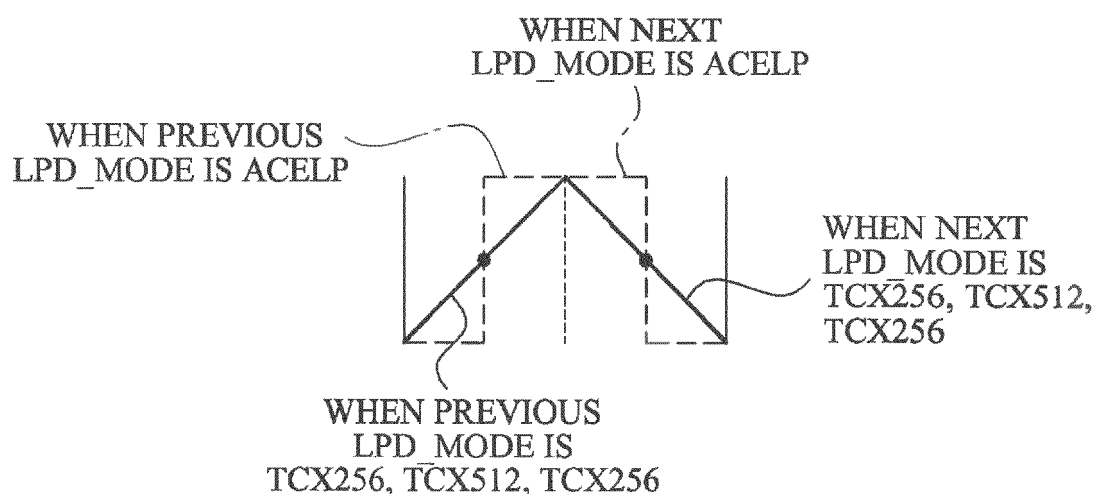 WHEN NEXT
LPD_MODE IS ACELP
WHEN PREVIOUS
LPD_MODE IS ACELP
WHEN NEXT
LPD_MODE IS
TCX256, TCX512,
TCX256
WHEN PREVIOUS
LPD_MODE IS
TCX256, TCX512, TCX256